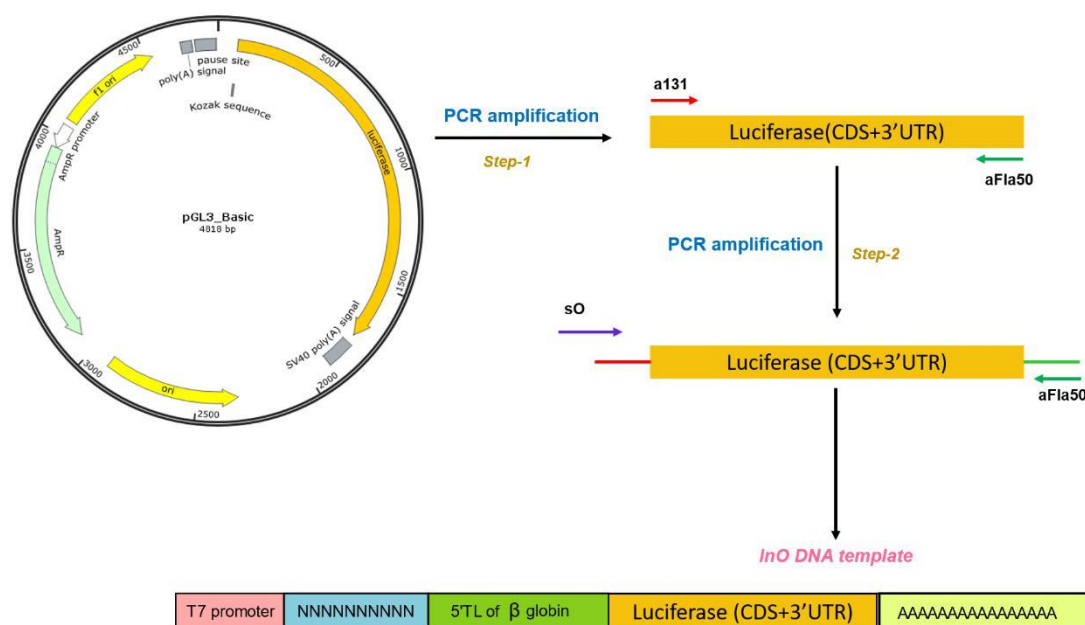 4500
500
poly(A) signal
pause site
f1 ori
Kozak sequence
4000
AmpR promoter
luciferase
1000
pGL3_Basic
4818 bp
AmpR
3500
1500
SV40 poly(A) signal
3000
ori
2000
2500
PCR amplification
Step-1
a131
Luciferase(CDS+3'UTR)
aFla50
PCR amplification
Step-2
sO
Luciferase (CDS+3'UTR)
aFla50
InO DNA template
T7 promoter
NNNNNNNNNN
5'TL of β globin
Luciferase (CDS+3'UTR)
AAAAAAAAAAAAAAAA